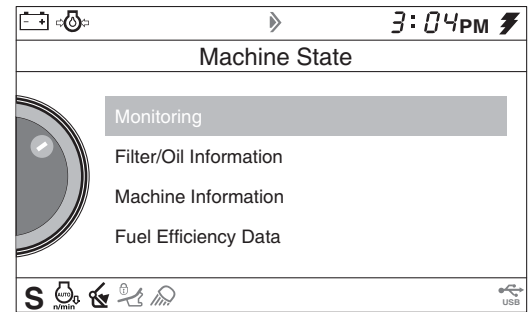 3:04PM
Machine State
Monitoring
Filter/Oil Information
Machine Information
Fuel Efficiency Data
S AUTO n/min USB